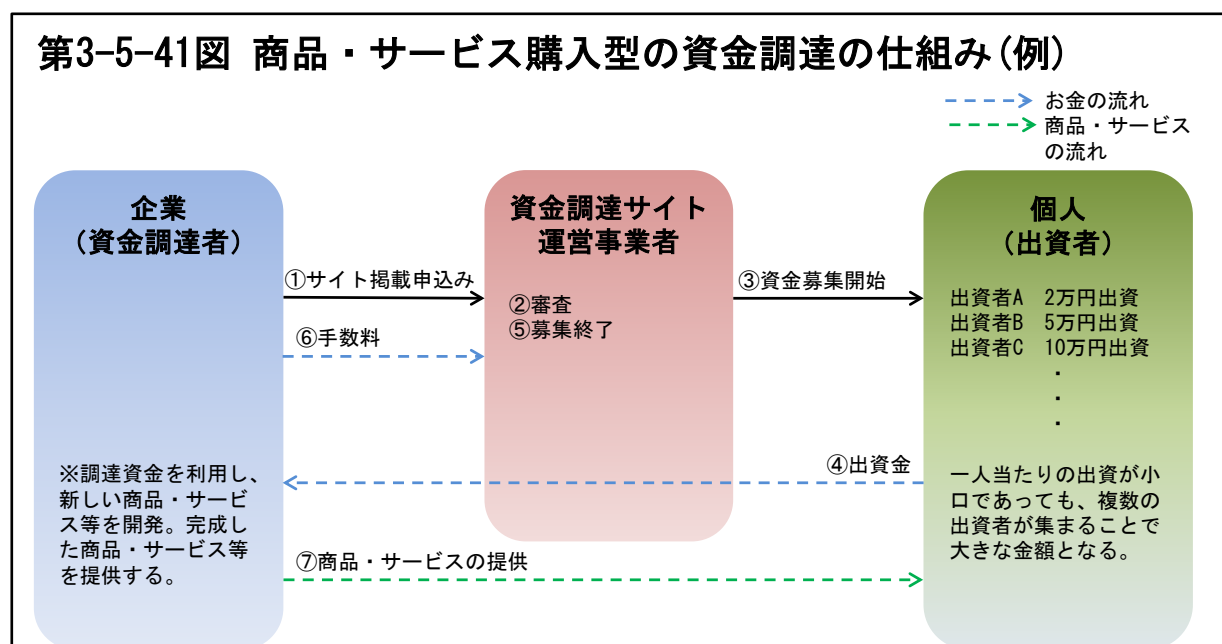 第3-5-41図 商品・サービス購入型の資金調達の仕組み(例)
お金の流れ
商品・サービス
の流れ
企業
(資金調達者)
資金調達サイト
運営事業者
個人
(出資者)
①サイト掲載申込み
②審査
⑤募集終了
③資金募集開始
⑥手数料
出資者A 2万円出資
出資者B 5万円出資
出資者C 10万円出資
・
・
・
④出資金
※調達資金を利用し、
新しい商品・サービ
ス等を開発。完成し
た商品・サービス等
を提供する。
一人当たりの出資が小
口であっても、複数の
出資者が集まることで
大きな金額となる。
⑦商品・サービスの提供